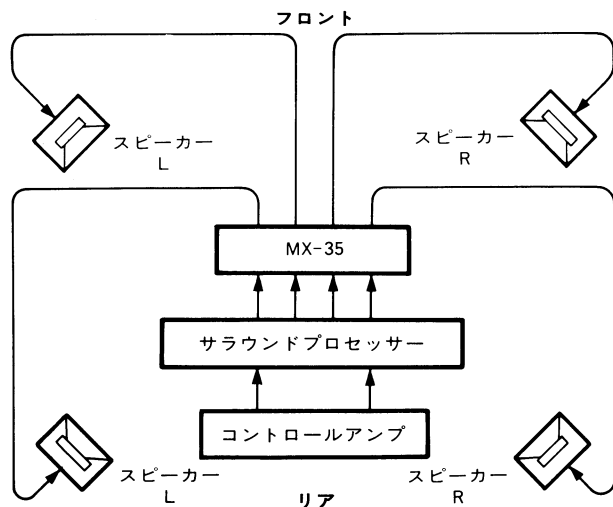 フロント
スピーカー
L
スピーカー
R
MX-35
サラウンドプロセッサー
コントロールアンプ
スピーカー
L
スピーカー
R
リア